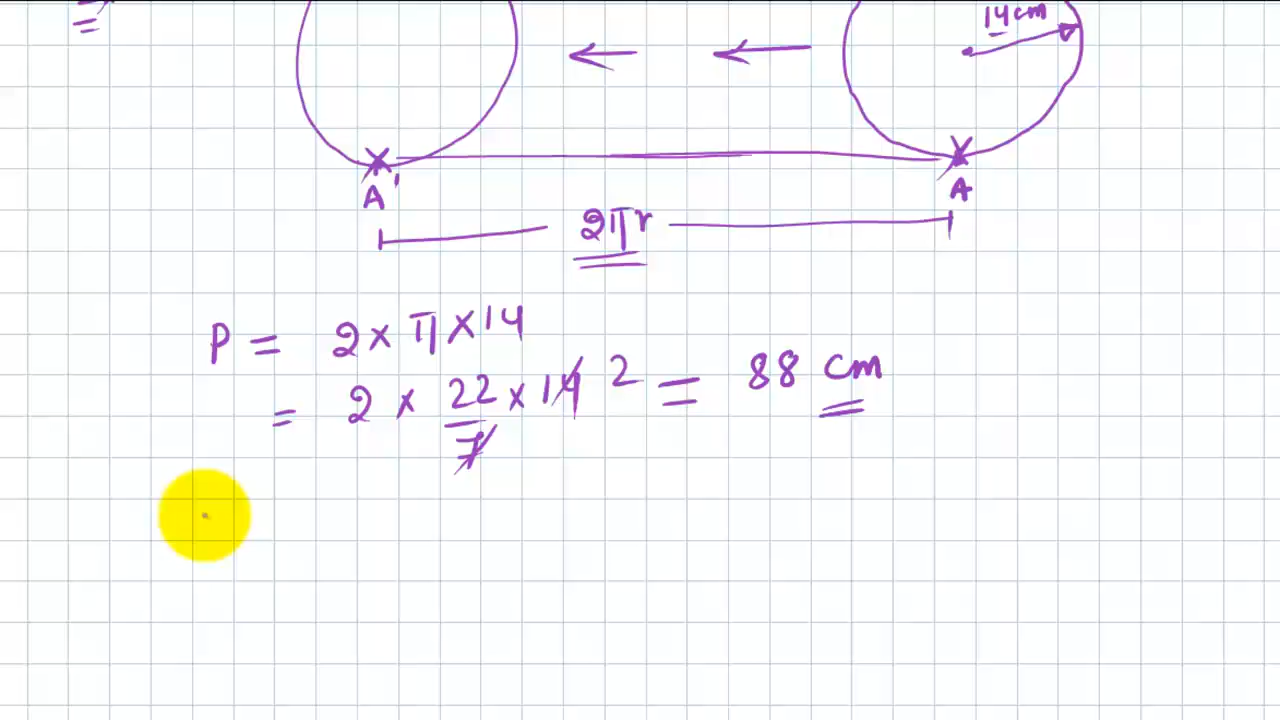 14cm
A' A
2πr
P = 2 × π × 14
= 2 × 22/7 × 14 2 = 88 cm